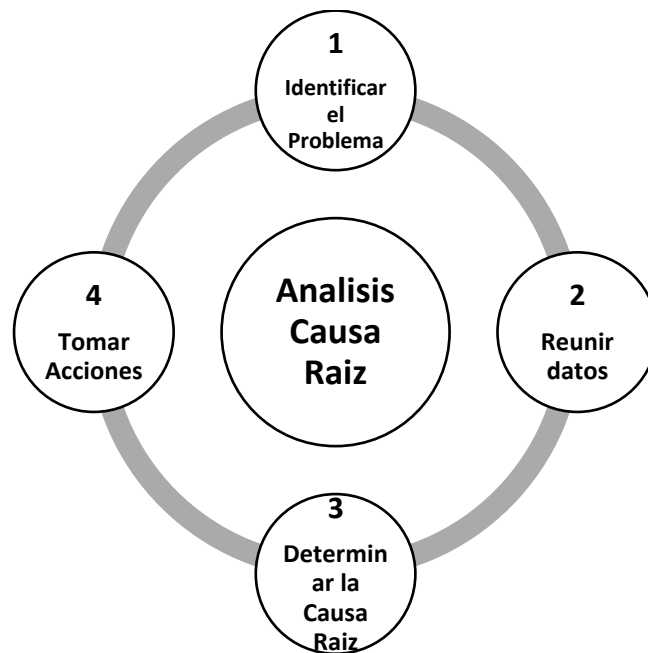 1
Identificar
el
Problema
2
Reunir
datos
3
Determin
ar la
Causa
Raiz
4
Tomar
Acciones
Analisis
Causa
Raiz